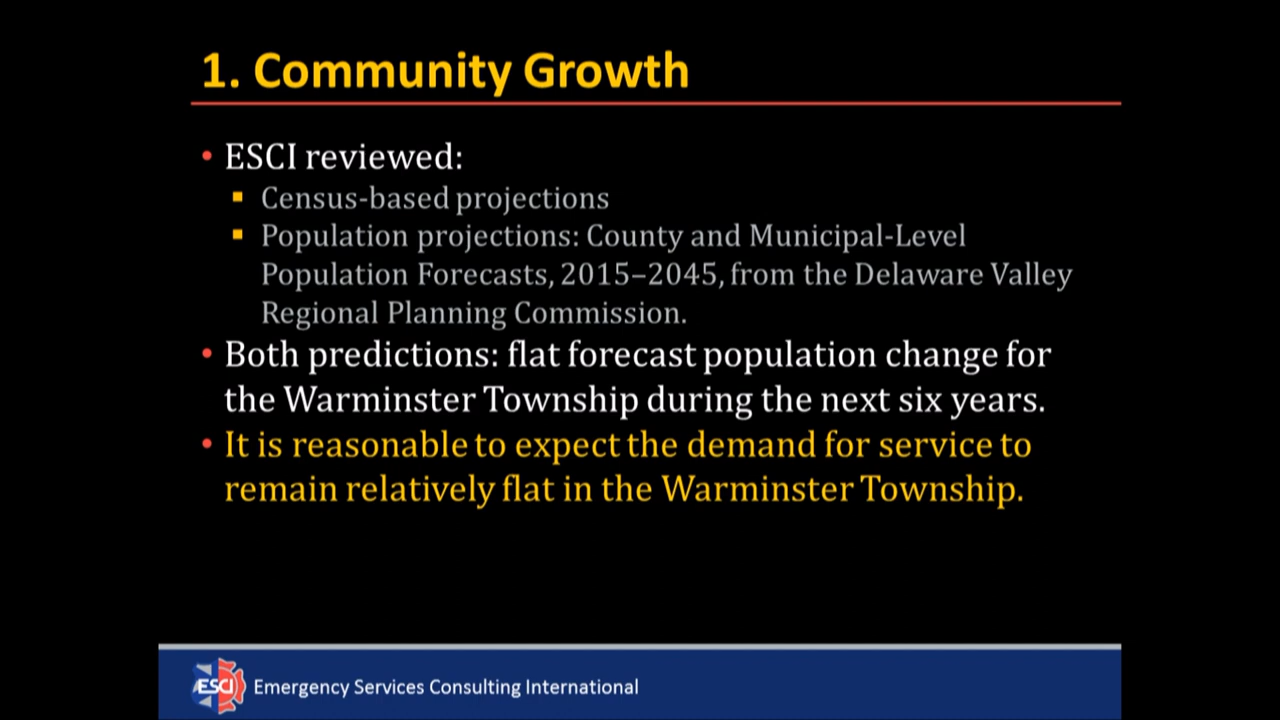 1. Community Growth
• ESCI reviewed:
▪ Census-based projections
▪ Population projections: County and Municipal-Level
Population Forecasts, 2015–2045, from the Delaware Valley
Regional Planning Commission.
• Both predictions: flat forecast population change for
the Warminster Township during the next six years.
• It is reasonable to expect the demand for service to
remain relatively flat in the Warminster Township.
ESCI Emergency Services Consulting International